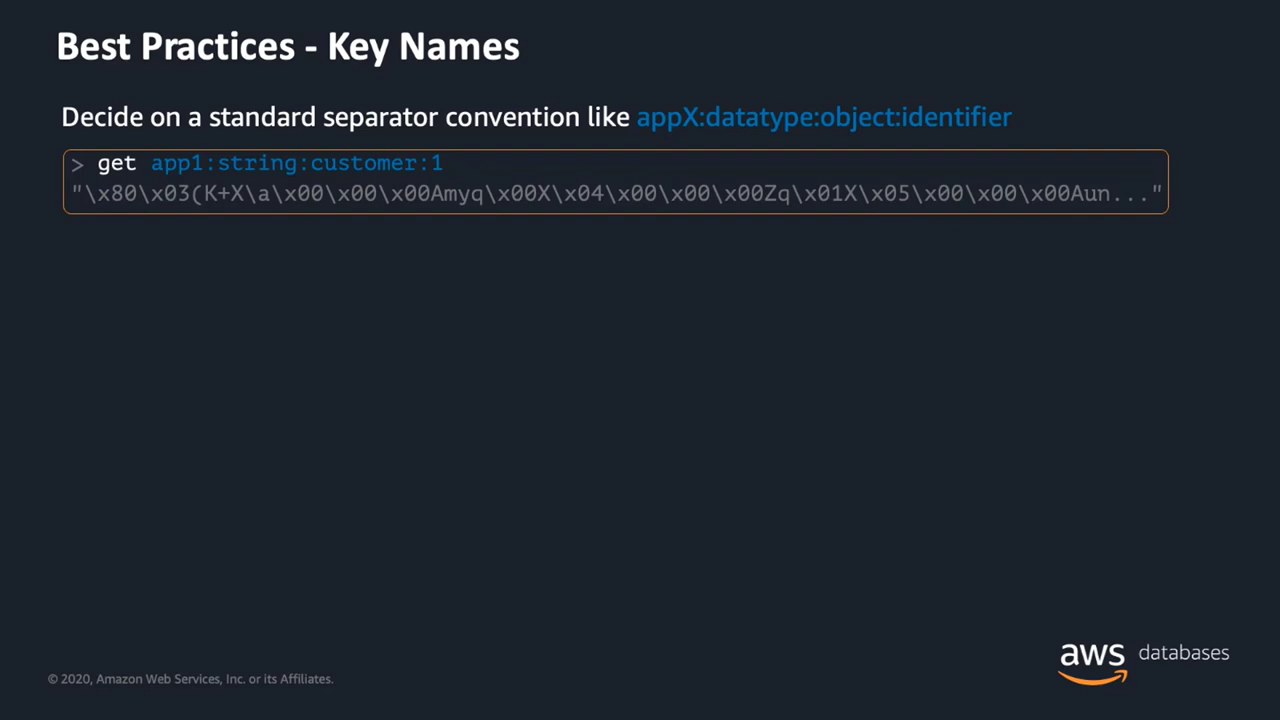 Best Practices - Key Names
Decide on a standard separator convention like appX:datatype:object:identifier
> get app1:string:customer:1
"\x80\x03(K+X\a\x00\x00\x00Amyq\x00X\x04\x00\x00\x00Zq\x01X\x05\x00\x00\x00Aun..."
aws databases
© 2020, Amazon Web Services, Inc. or its Affiliates.